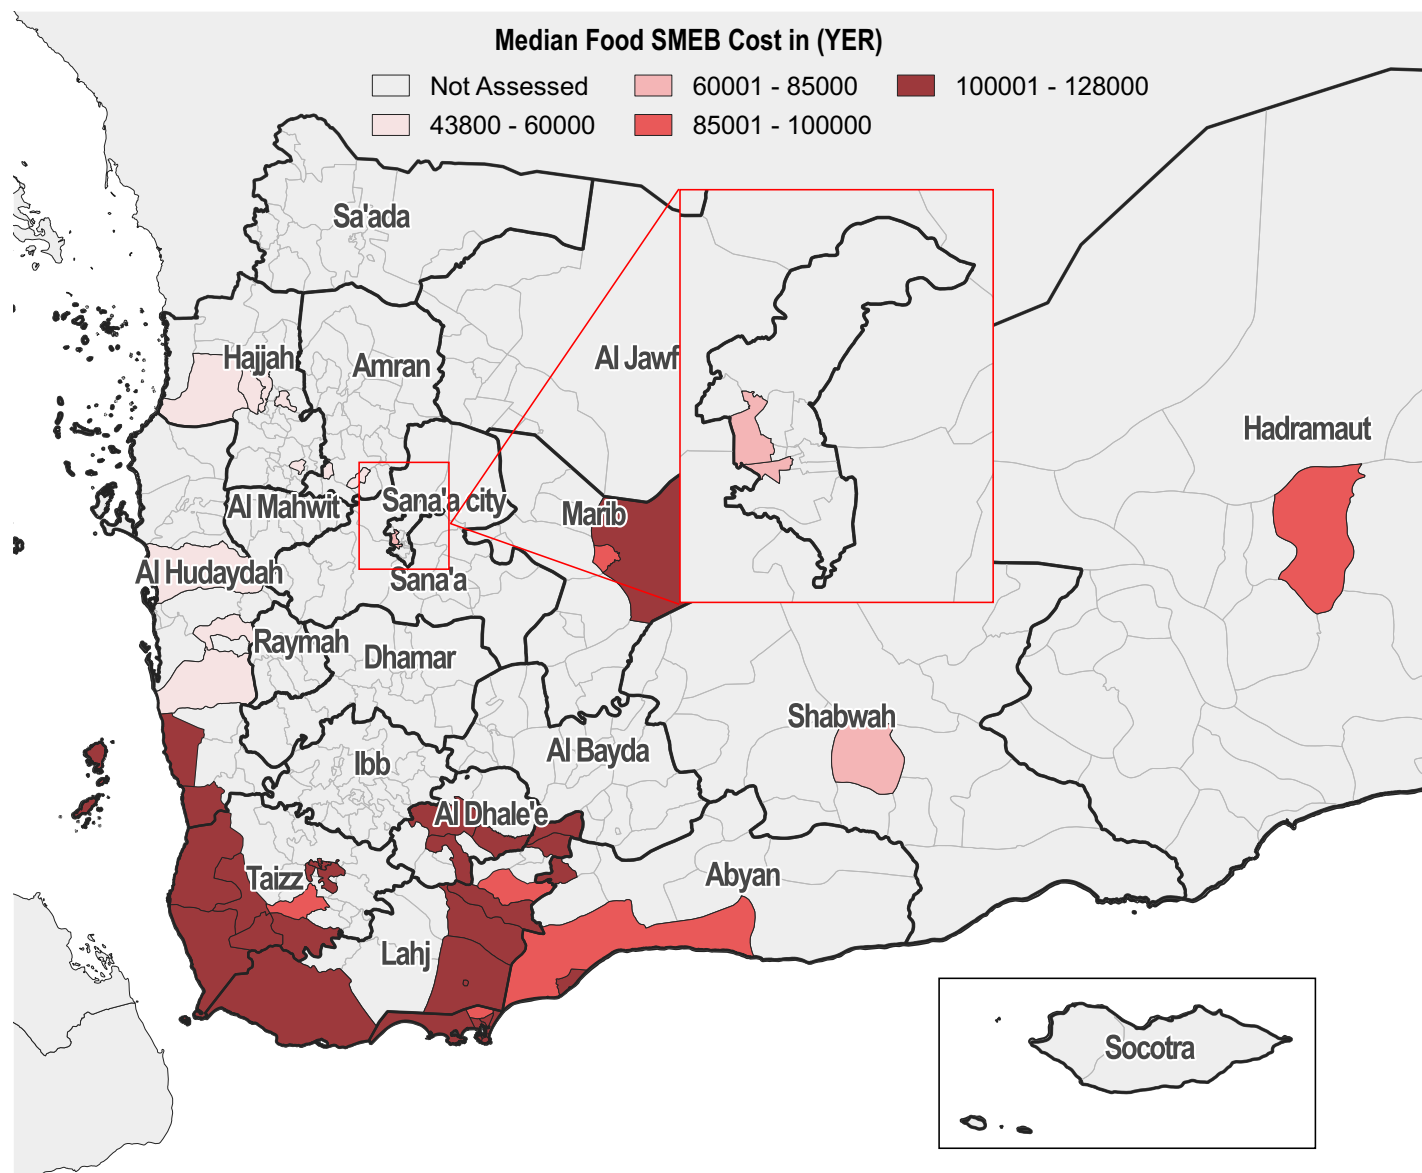 Median Food SMEB Cost in (YER)
Not Assessed
60001 - 85000
100001 - 128000
43800 - 60000
85001 - 100000
Sa'ada
Hajjah
Amran
Al Jawf
Hadramaut
Al Mahwit
Sana'a city
Marib
Al Hudaydah
Sana'a
Raymah
Dhamar
Shabwah
Ibb
Al Bayda
Al Dhale'e
Taizz
Abyan
Lahj
Socotra